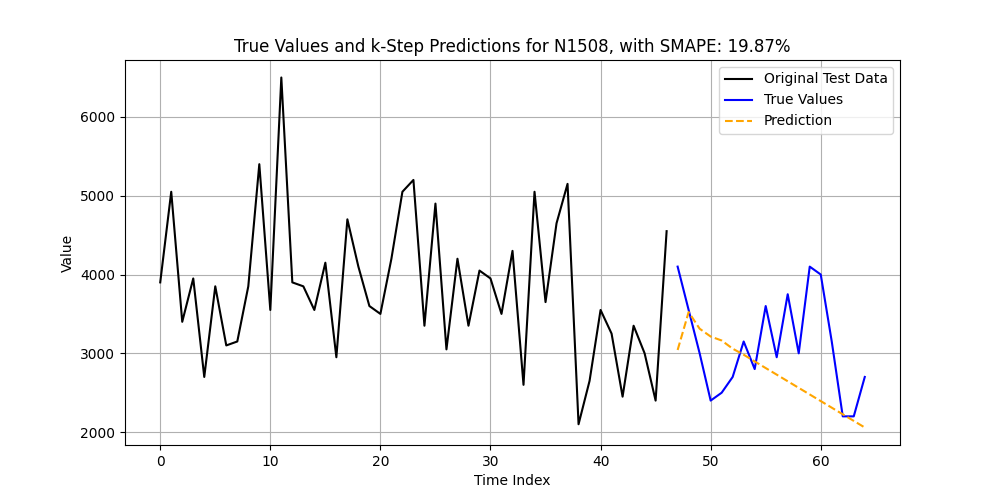 True Values and k-Step Predictions for N1508, with SMAPE: 19.87%
Original Test Data
True Values
Prediction
Value
6000
5000
4000
3000
2000
0
10
20
30
40
50
60
Time Index